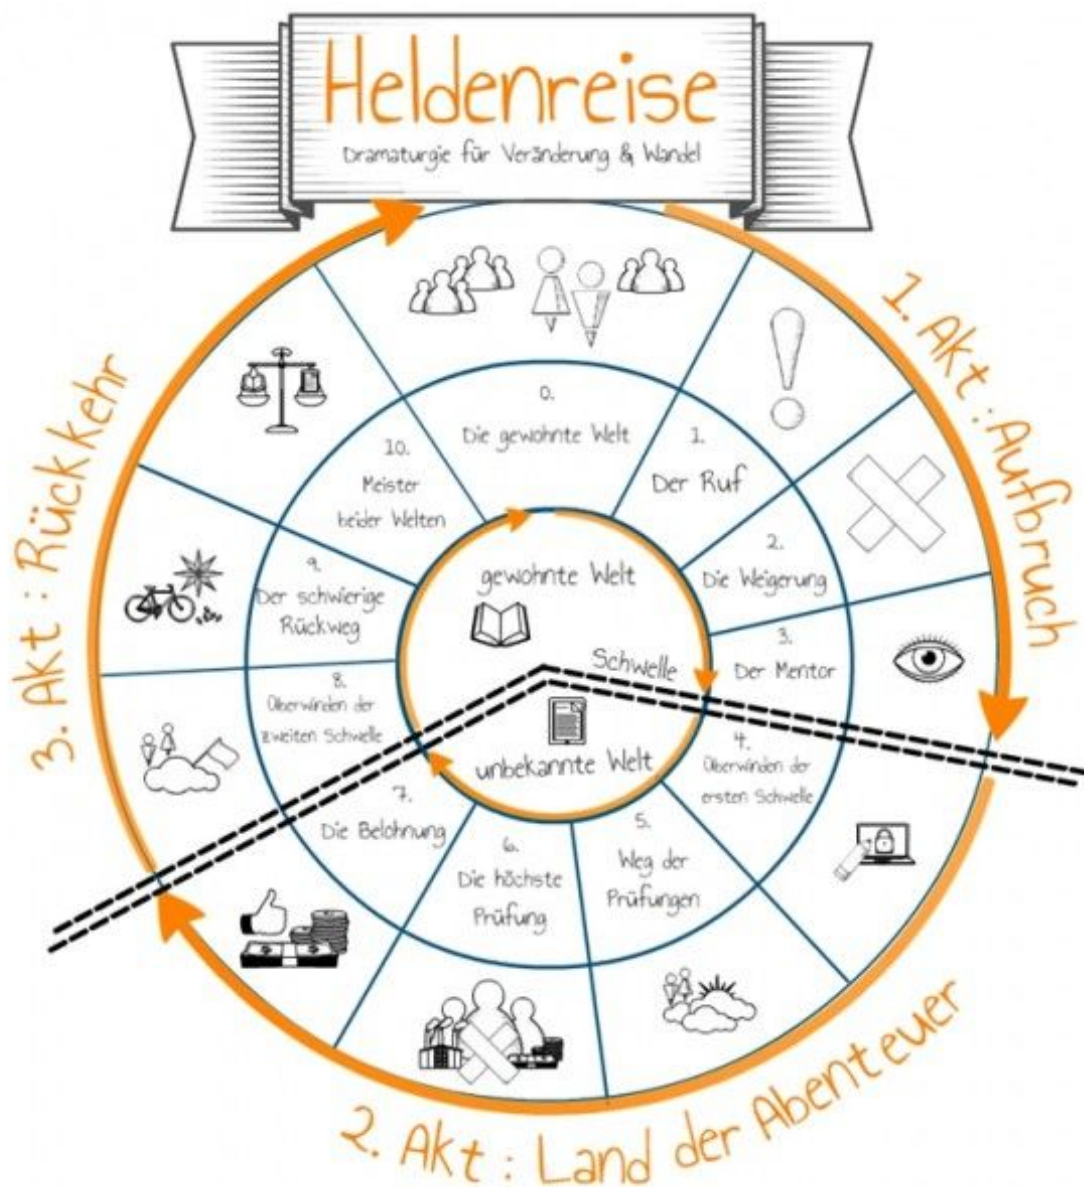 Heldenreise
Dramaturgie für Veränderung & Wandel
1. Akt: Aufbruch
2. Akt: Land der Abenteuer
3. Akt: Rückkehr
0.
Die gewohnte Welt
1.
Der Ruf
2.
Die Weigerung
3.
Der Mentor
4.
Überwinden der
ersten Schwelle
5.
Weg der
Prüfungen
6.
Die höchste
Prüfung
7.
Die Belohnung
8.
Überwinden der
zweiten Schwelle
9.
Der schwierige
Rückweg
10.
Meister
beider Welten
gewohnte Welt
Schwelle
unbekannte Welt